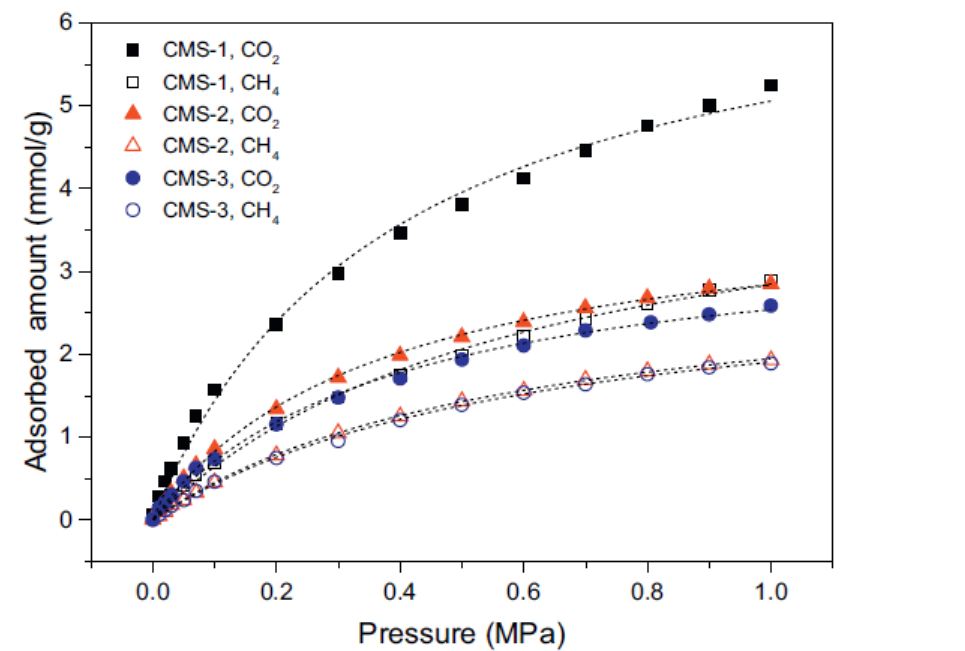 6
5
4
3
2
1
0
Adsorbed amount (mmol/g)
CMS-1, CO₂
CMS-1, CH₄
CMS-2, CO₂
CMS-2, CH₄
CMS-3, CO₂
CMS-3, CH₄
0.0 0.2 0.4 0.6 0.8 1.0
Pressure (MPa)